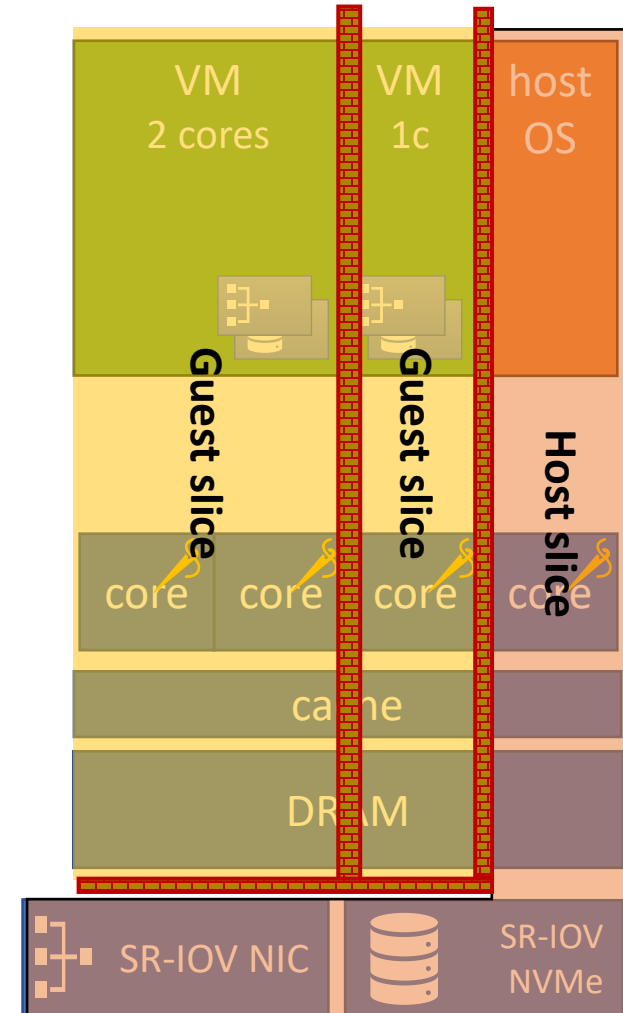 VM
2 cores
VM
1c
host
OS
Guest slice
Guest slice
Host slice
core
core
core
core
cache
DRAM
SR-IOV NIC
SR-IOV
NVMe